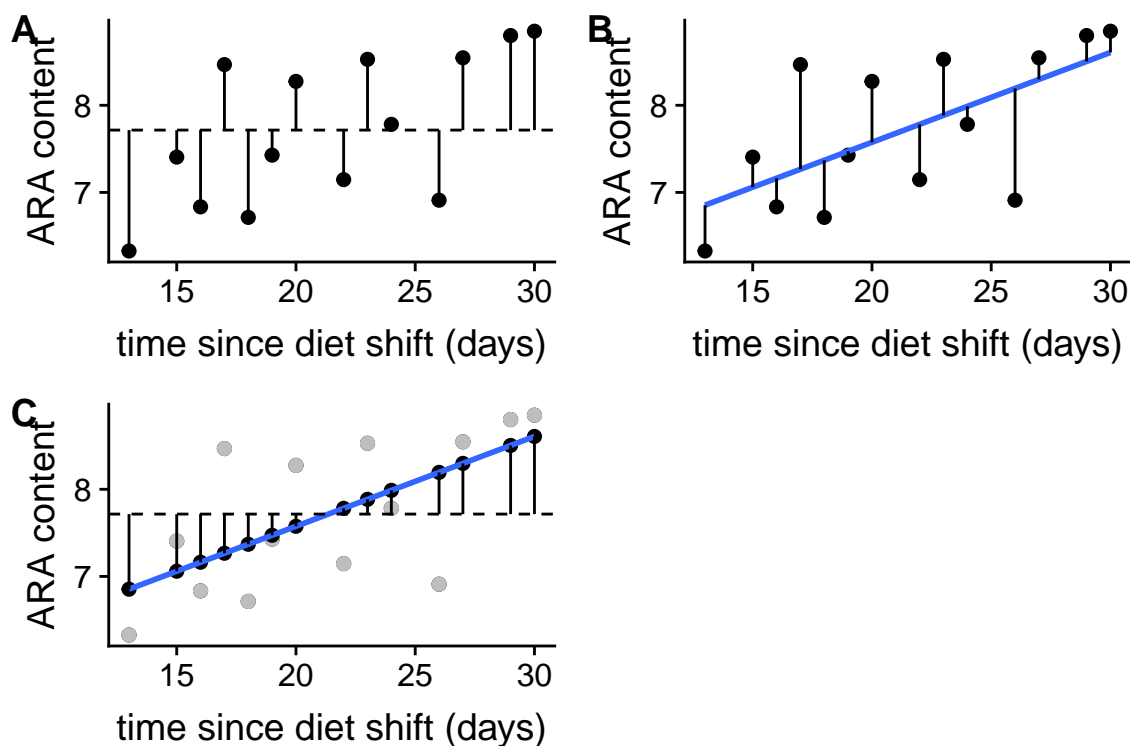 A
ARA content
8
7
15 20 25 30
time since diet shift (days)
B
ARA content
8
7
15 20 25 30
time since diet shift (days)
C
ARA content
8
7
15 20 25 30
time since diet shift (days)